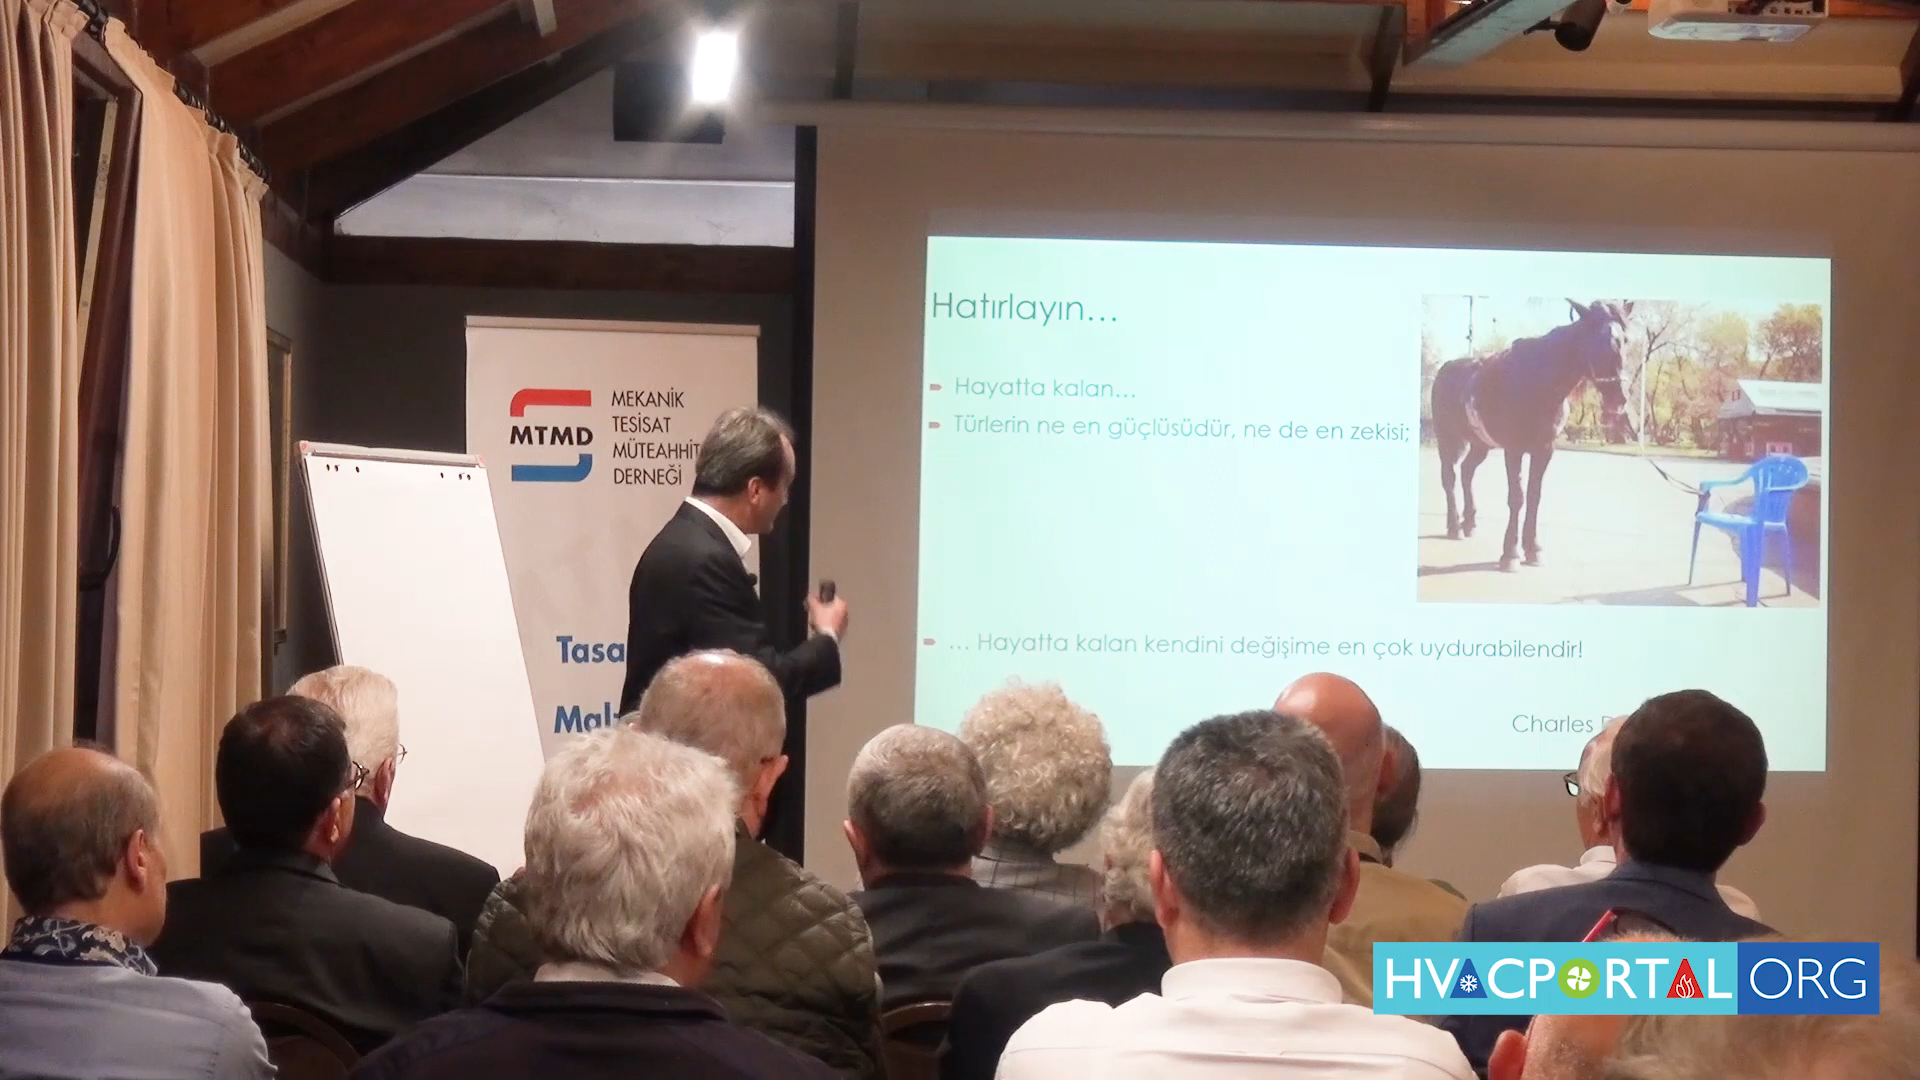 MTMD
MEKANİK
TESİSAT
MÜTEAHHİT
DERNEĞİ
Hatırlayın...
Hayatta kalan...
Türlerin ne en güçlüsüdür, ne de en zekisi;
... Hayatta kalan kendini değişime en çok uydurabilendir!
Charles
HVACPORTAL ORG